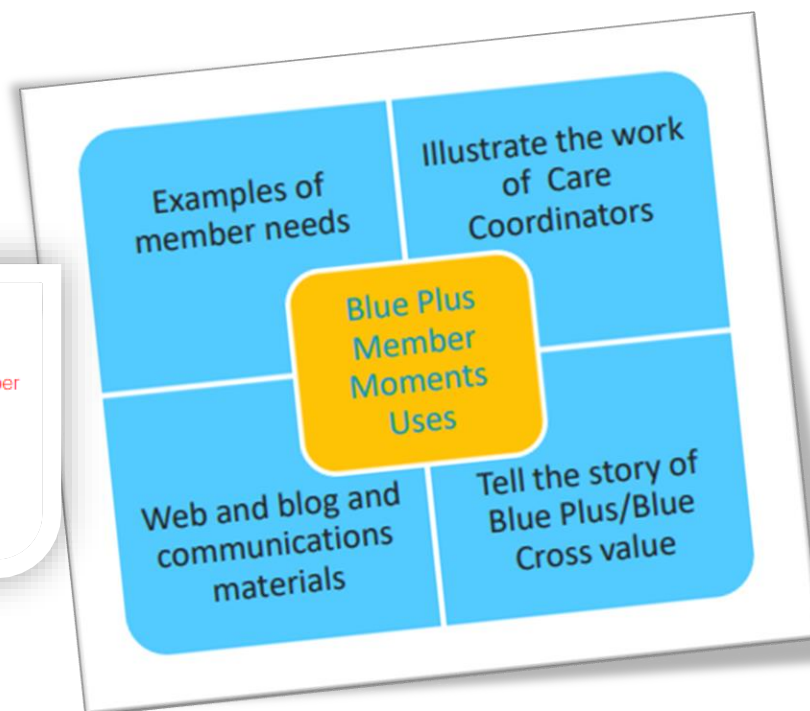 Examples of
member needs
Illustrate the work
of Care
Coordinators
Blue Plus
Member
Moments
Uses
Web and blog and
communications
materials
Tell the story of
Blue Plus/Blue
Cross value